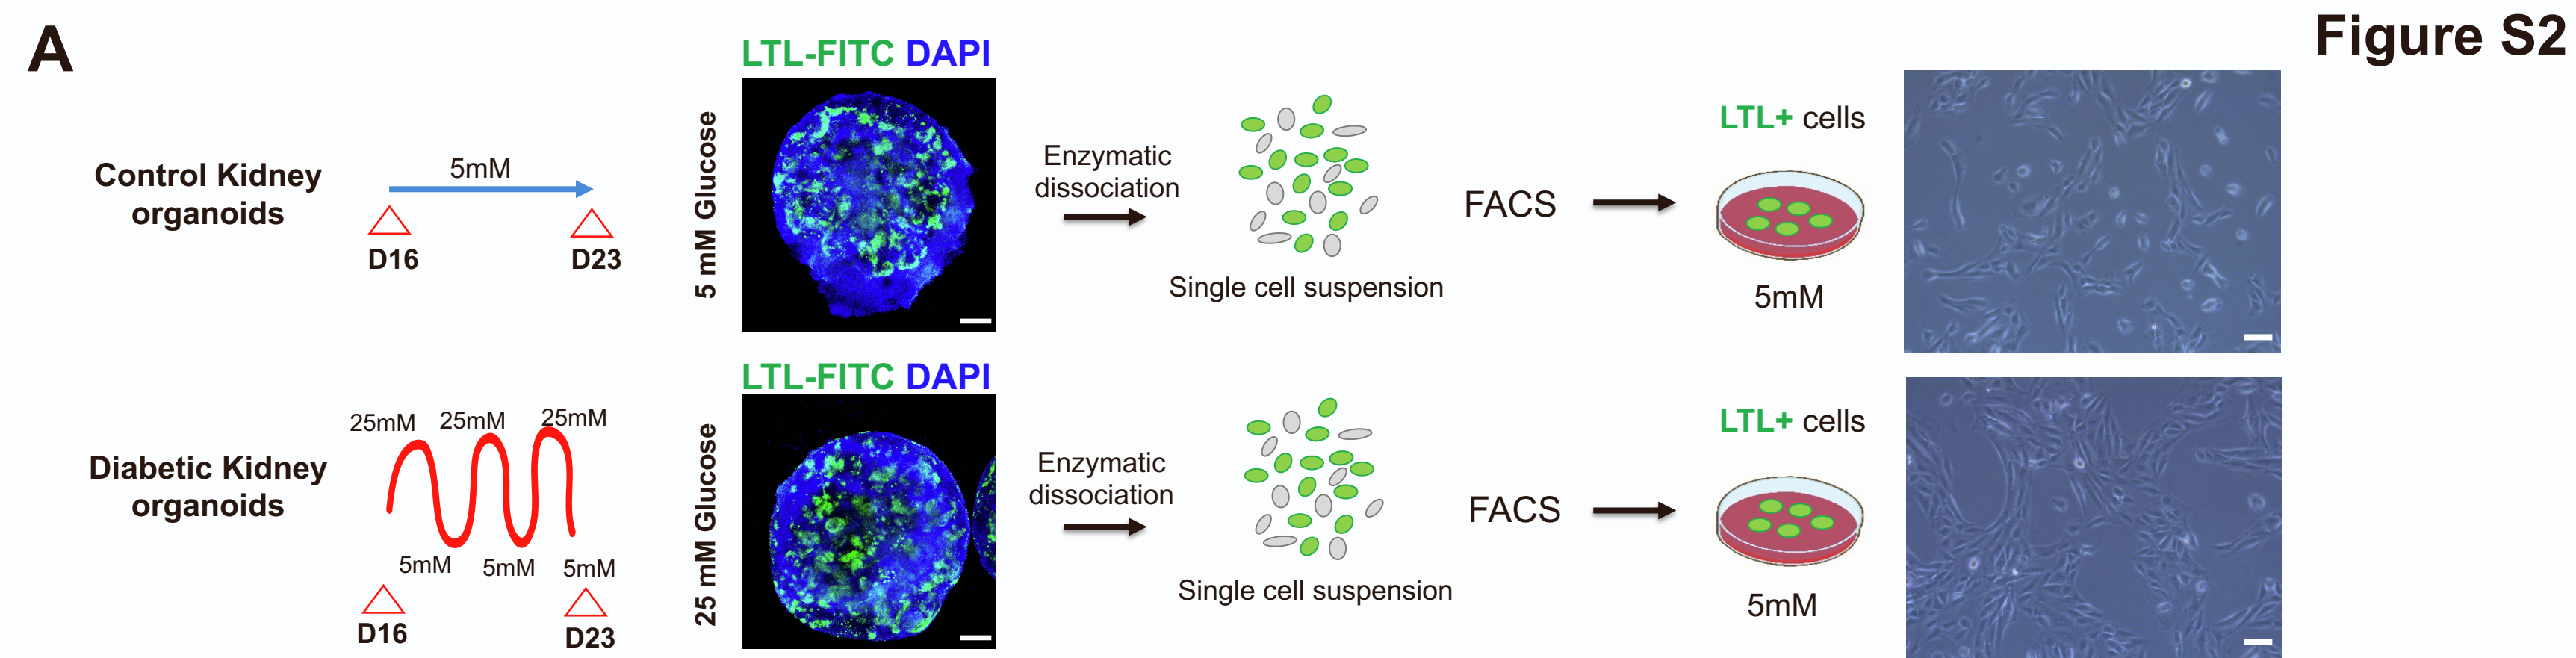 A
Figure S2
Control Kidney
organoids
5mM
D16
D23
LTL-FITC DAPI
5 mM Glucose
Enzymatic
dissociation
Single cell suspension
FACS
LTL+ cells
5mM
Diabetic Kidney
organoids
25mM
25mM
25mM
5mM
5mM
5mM
D16
D23
LTL-FITC DAPI
25 mM Glucose
Enzymatic
dissociation
Single cell suspension
FACS
LTL+ cells
5mM